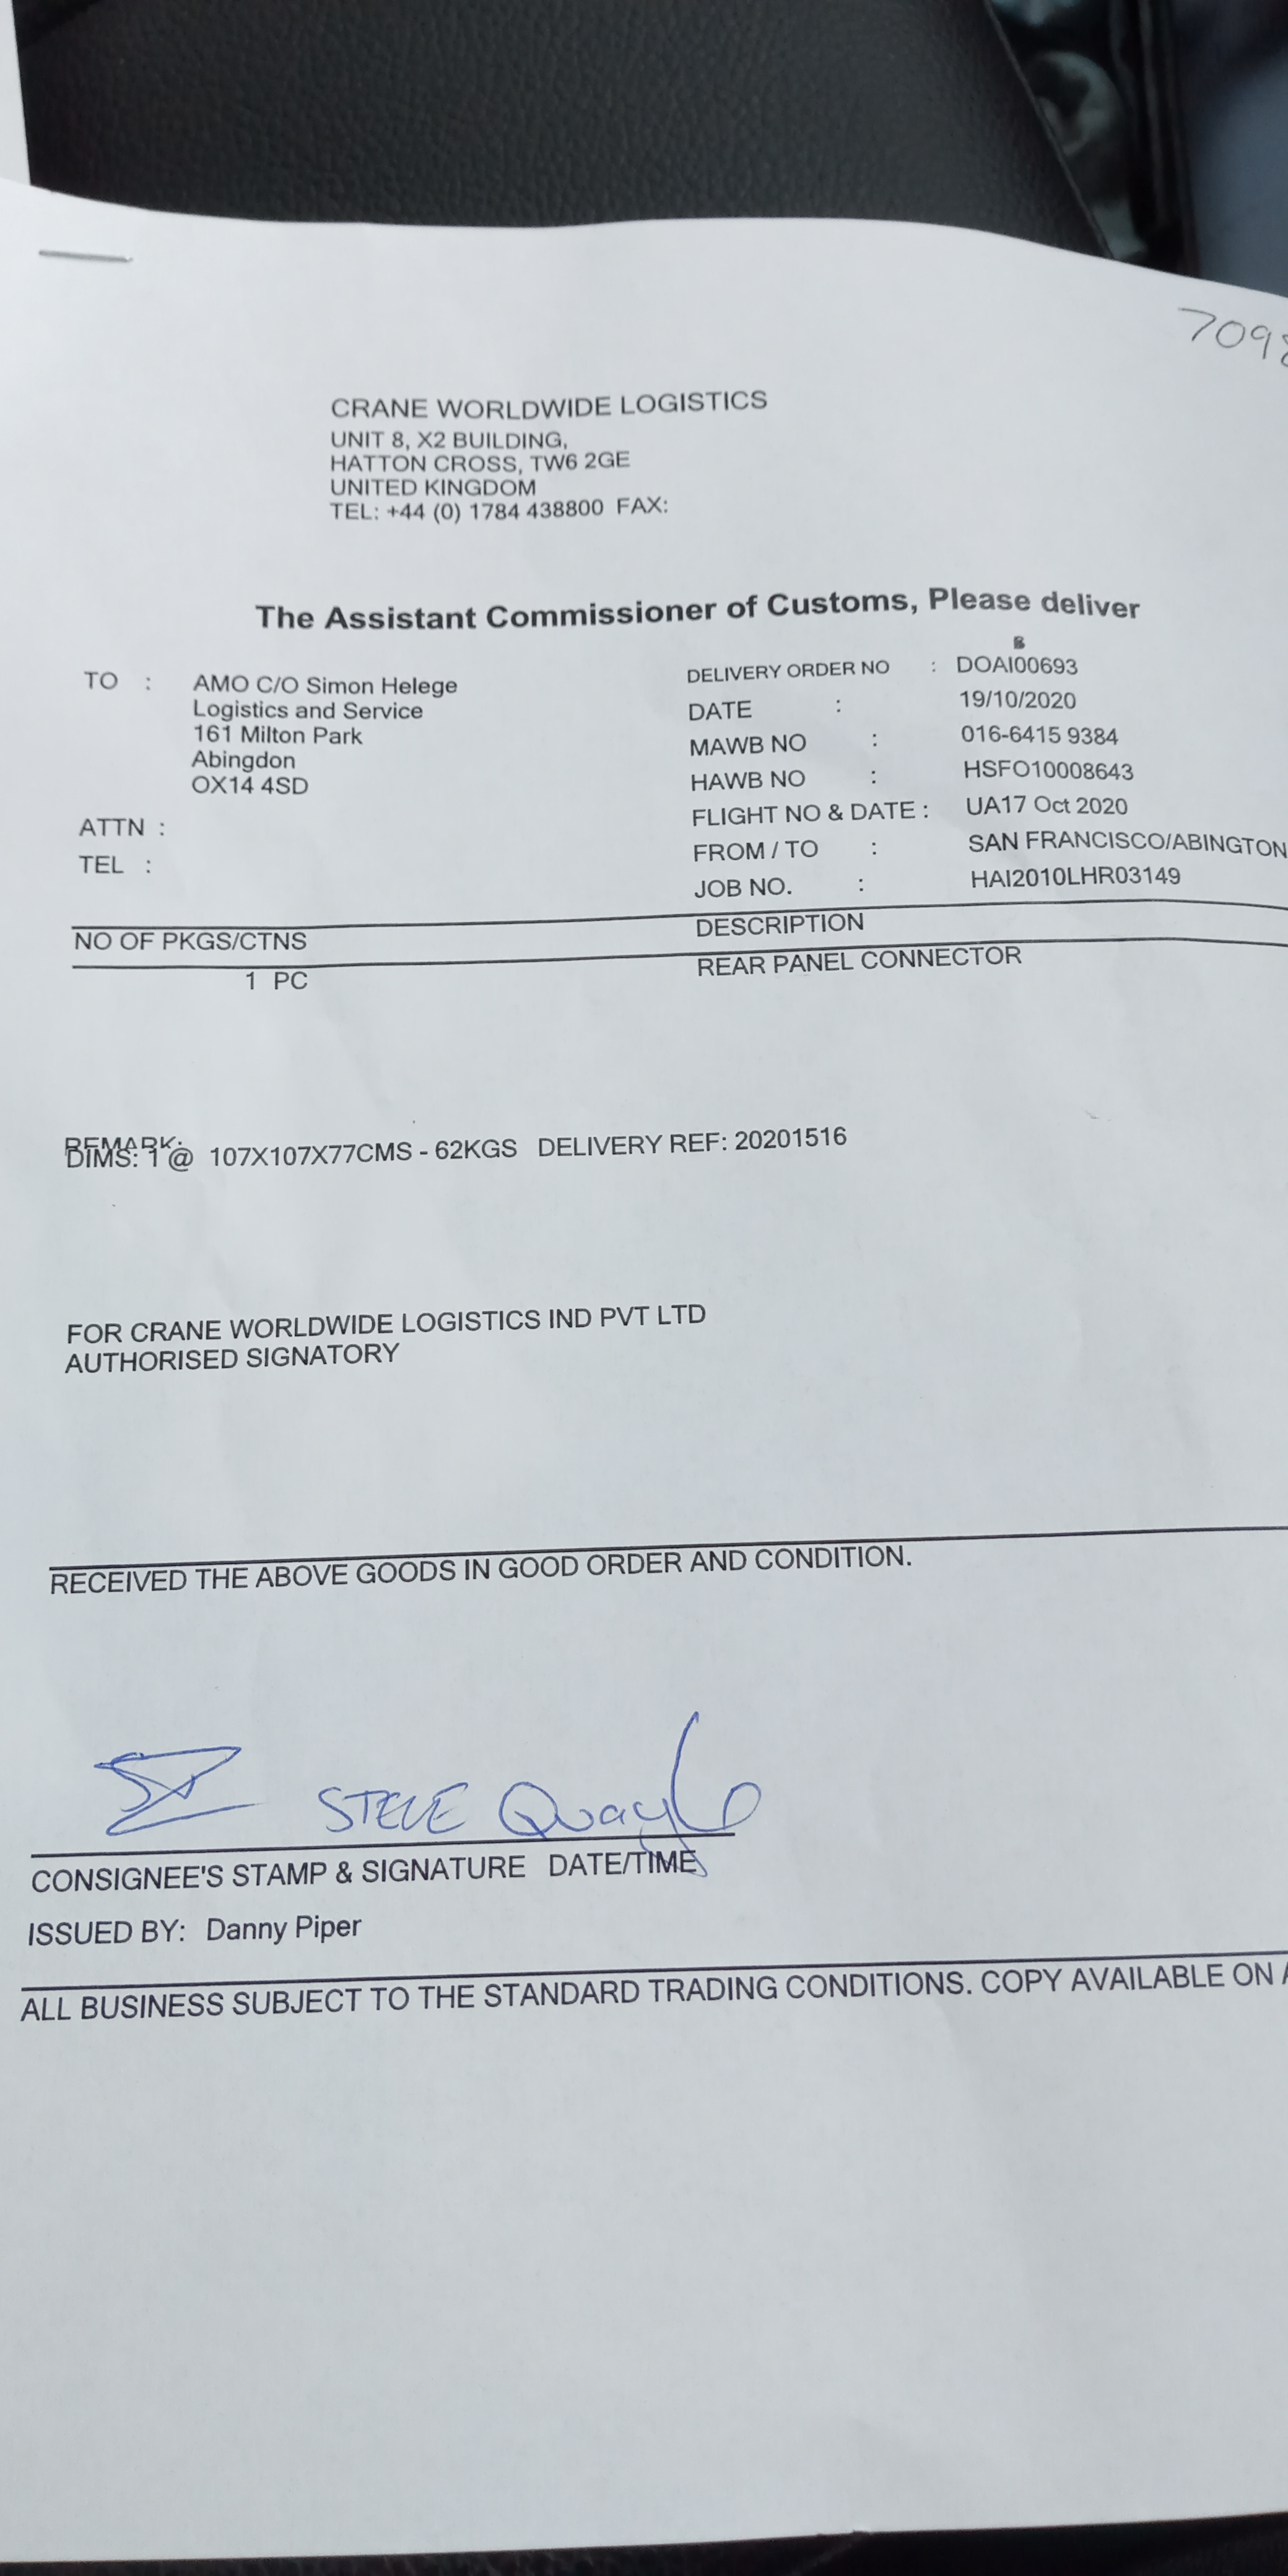 7098
CRANE WORLDWIDE LOGISTICS
UNIT 8, X2 BUILDING,
HATTON CROSS, TW6 2GE
UNITED KINGDOM
TEL: +44 (0) 1784 438800 FAX:
The Assistant Commissioner of Customs, Please deliver
TO : AMO C/O Simon Helege
Logistics and Service
161 Milton Park
Abingdon
OX14 4SD
ATTN :
TEL :
DELIVERY ORDER NO : DOAI00693
DATE : 19/10/2020
MAWB NO : 016-6415 9384
HAWB NO : HSFO10008643
FLIGHT NO & DATE : UA17 Oct 2020
FROM / TO : SAN FRANCISCO/ABINGTON
JOB NO. : HAI2010LHR03149
NO OF PKGS/CTNS DESCRIPTION
1 PC REAR PANEL CONNECTOR
REMARK:
DIMS: 1 @ 107X107X77CMS - 62KGS DELIVERY REF: 20201516
FOR CRANE WORLDWIDE LOGISTICS IND PVT LTD
AUTHORISED SIGNATORY
RECEIVED THE ABOVE GOODS IN GOOD ORDER AND CONDITION.
STEVE Quayle
CONSIGNEE'S STAMP & SIGNATURE DATE/TIME
ISSUED BY: Danny Piper
ALL BUSINESS SUBJECT TO THE STANDARD TRADING CONDITIONS. COPY AVAILABLE ON